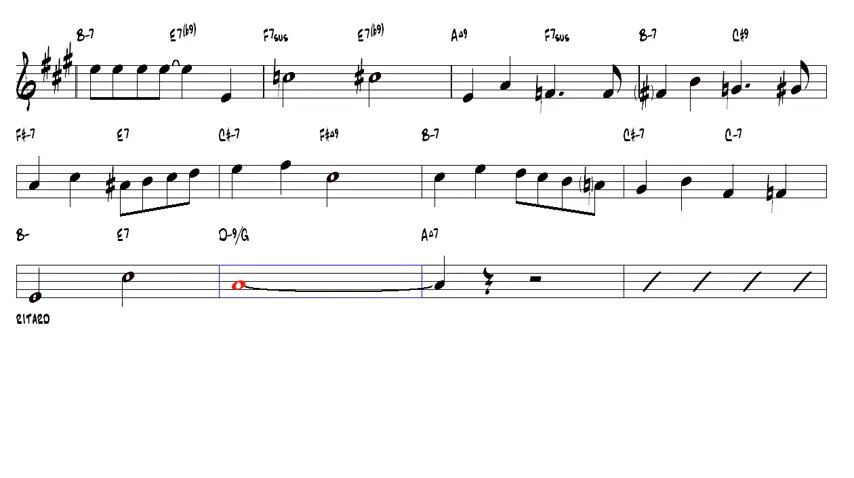 B-7 E7(b9) F7sus E7(b9) A△9 F7sus B-7 C#9
F#-7 E7 C#-7 F#△9 B-7 C#-7 C-7
B- E7 D-9/G A△7
RITARD